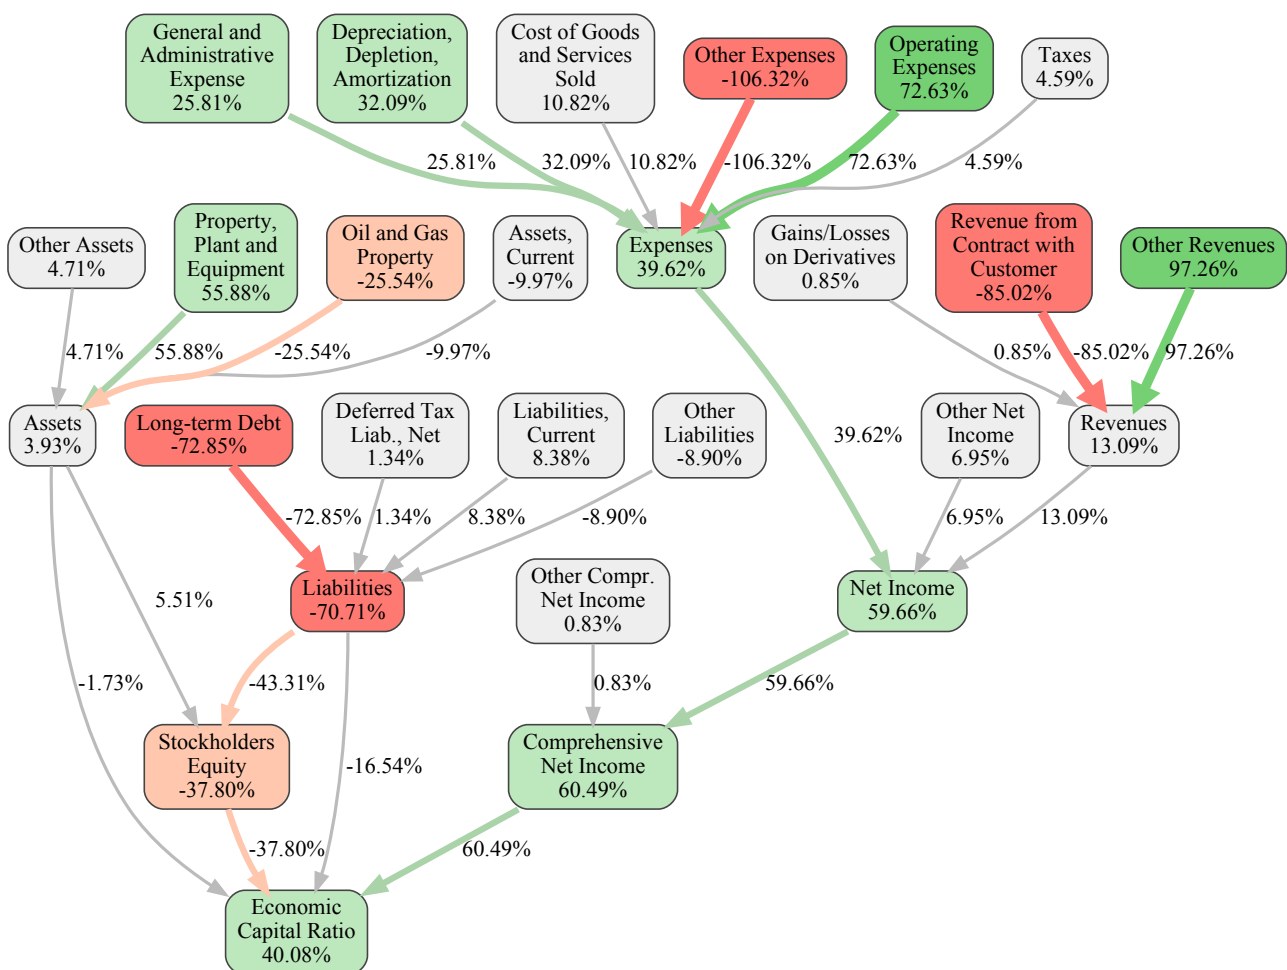 General and
Administrative
Expense
25.81%
Depreciation,
Depletion,
Amortization
32.09%
Cost of Goods
and Services
Sold
10.82%
Other Expenses
-106.32%
Operating
Expenses
72.63%
Taxes
4.59%
25.81%
32.09%
10.82%
-106.32%
72.63%
4.59%
Other Assets
4.71%
Property,
Plant and
Equipment
55.88%
Oil and Gas
Property
-25.54%
Assets,
Current
-9.97%
Expenses
39.62%
Gains/Losses
on Derivatives
0.85%
Revenue from
Contract with
Customer
-85.02%
Other Revenues
97.26%
4.71%
55.88%
-25.54%
-9.97%
0.85%
-85.02%
97.26%
Assets
3.93%
Long-term Debt
-72.85%
Deferred Tax
Liab., Net
1.34%
Liabilities,
Current
8.38%
Other
Liabilities
-8.90%
39.62%
Other Net
Income
6.95%
Revenues
13.09%
-72.85%
1.34%
8.38%
-8.90%
6.95%
13.09%
5.51%
Liabilities
-70.71%
Other Compr.
Net Income
0.83%
Net Income
59.66%
-1.73%
-43.31%
0.83%
59.66%
Stockholders
Equity
-37.80%
-16.54%
Comprehensive
Net Income
60.49%
-37.80%
60.49%
Economic
Capital Ratio
40.08%